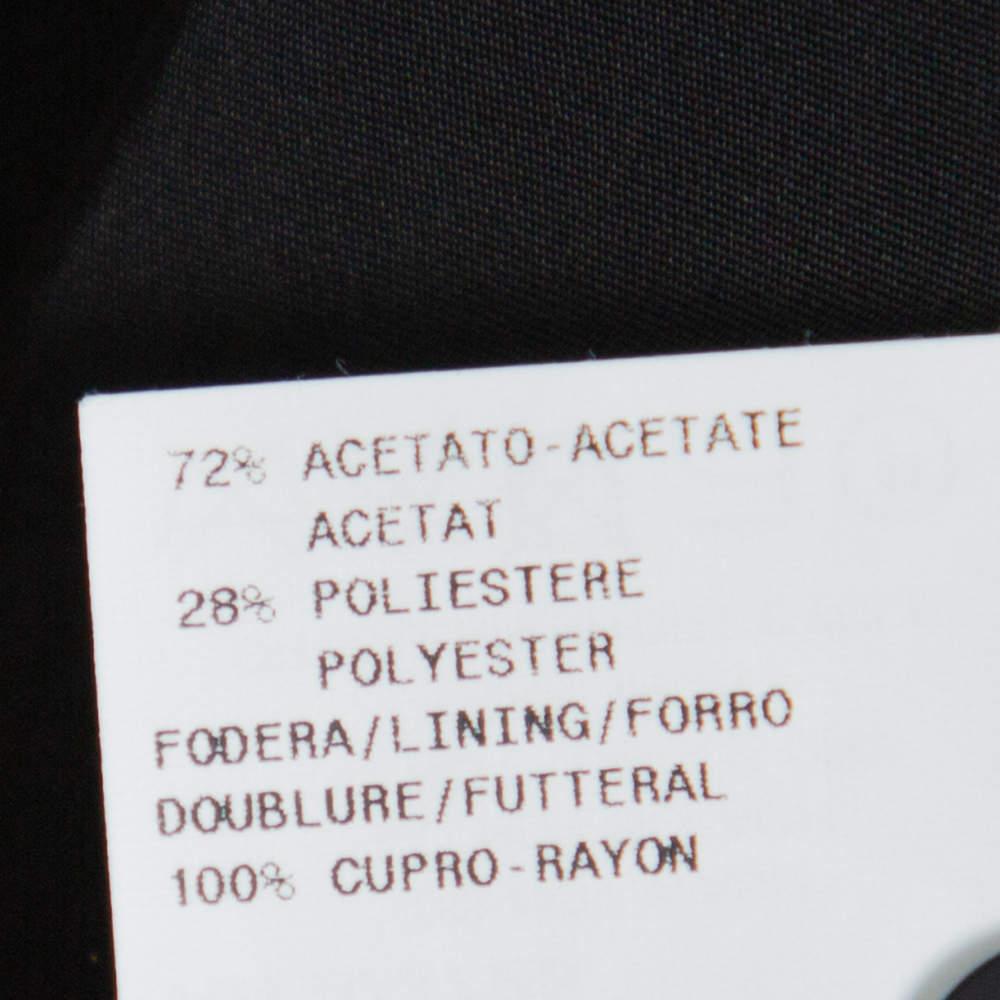 72% ACETATO-ACETATE
ACETAT
28% POLIESTERE
POLYESTER
FODERA/LINING/FORRO
DOUBLURE/FUTTERAL
100% CUPRO-RAYON